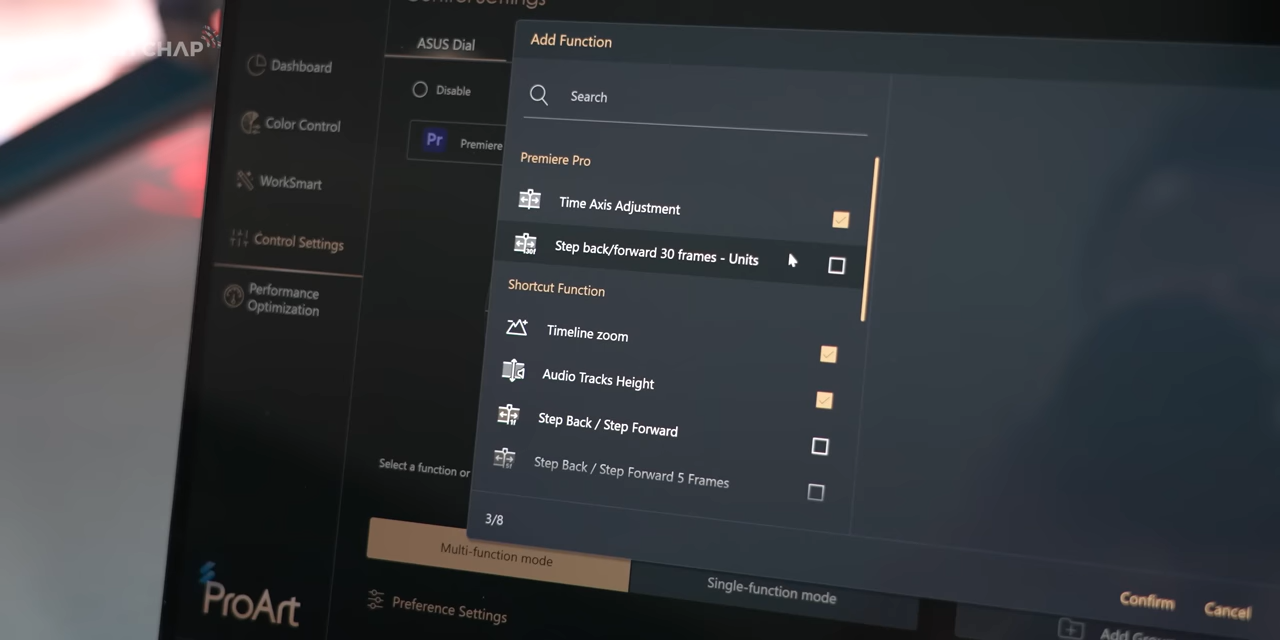 Control Settings
CHAP
ASUS Dial
Dashboard
Color Control
WorkSmart
Control Settings
Performance
Optimization
Disable
Pr Premiere
Add Function
Search
Premiere Pro
Time Axis Adjustment
Step back/forward 30 frames - Units
Shortcut Function
Timeline zoom
Audio Tracks Height
Step Back / Step Forward
Step Back / Step Forward 5 Frames
3/8
Select a function or
Multi-function mode
Single-function mode
Preference Settings
ProArt
Confirm
Cancel
Add